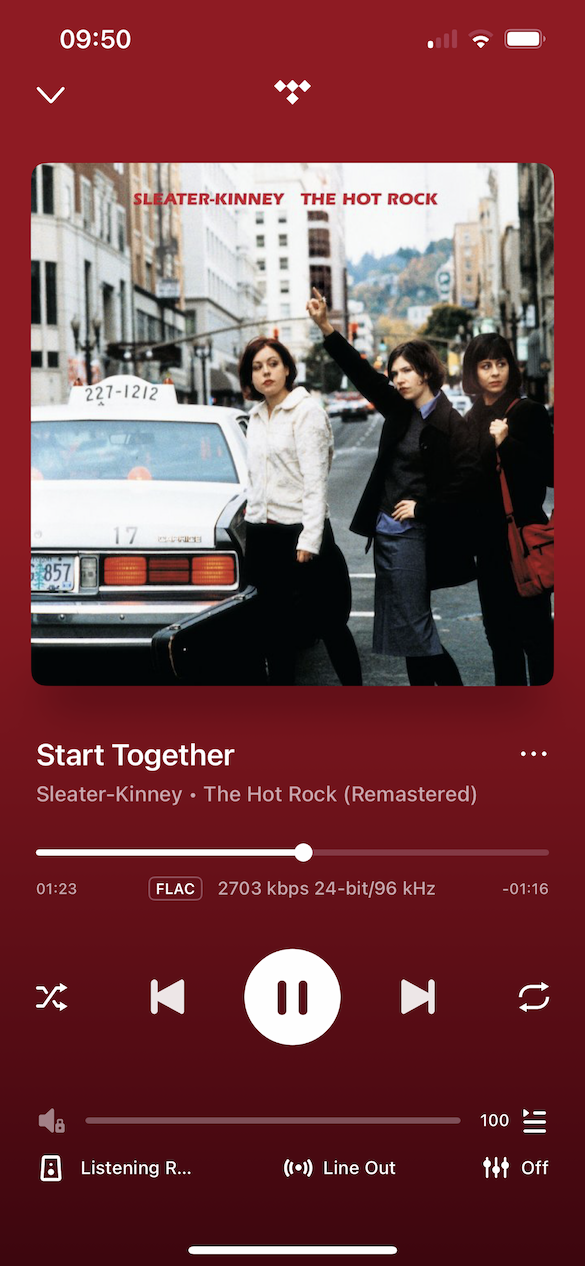 09:50
SLEATER-KINNEY THE HOT ROCK
227-1212
17
857
Start Together
Sleater-Kinney • The Hot Rock (Remastered)
01:23 FLAC 2703 kbps 24-bit/96 kHz -01:16
100
Listening R... Line Out Off